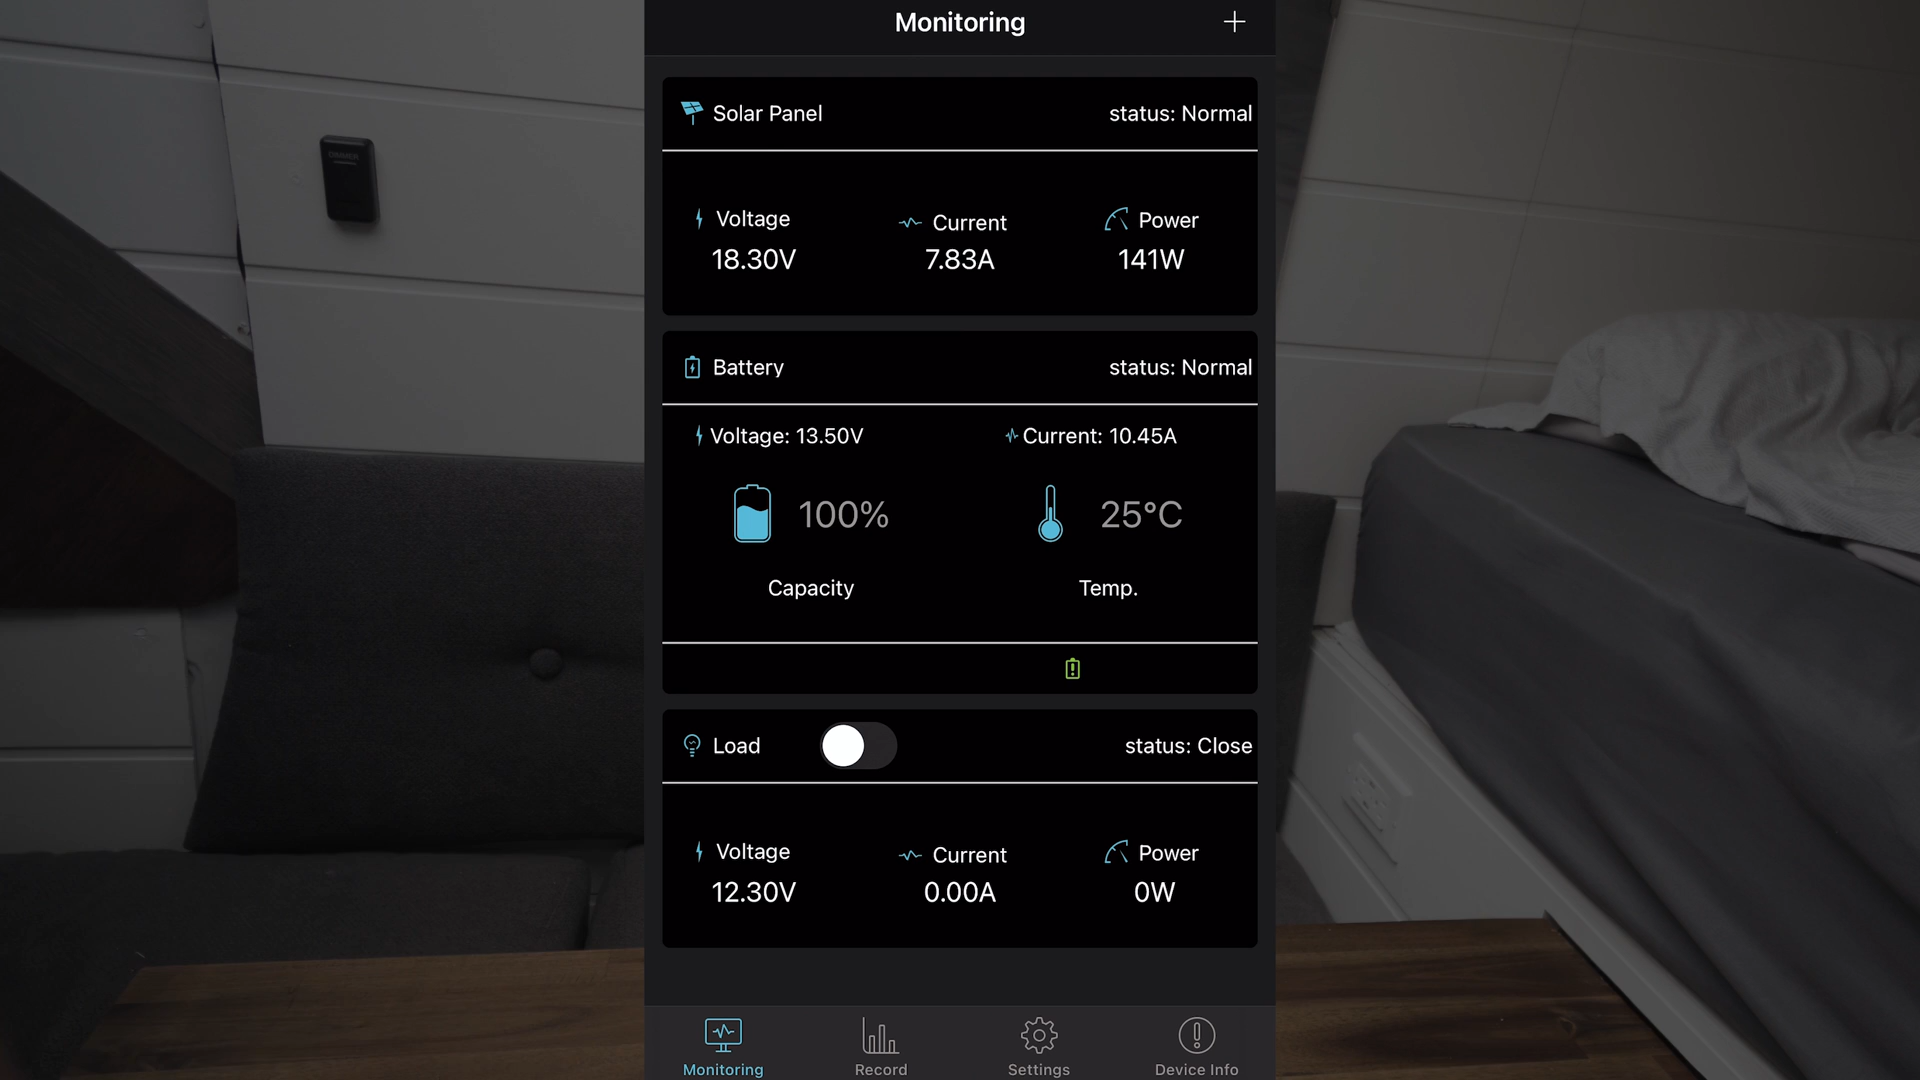 Monitoring
Solar Panel status: Normal
Voltage Current Power
18.30V 7.83A 141W
Battery status: Normal
Voltage: 13.50V Current: 10.45A
100% 25°C
Capacity Temp.
Load status: Close
Voltage Current Power
12.30V 0.00A 0W
Monitoring Record Settings Device Info
DIMMER